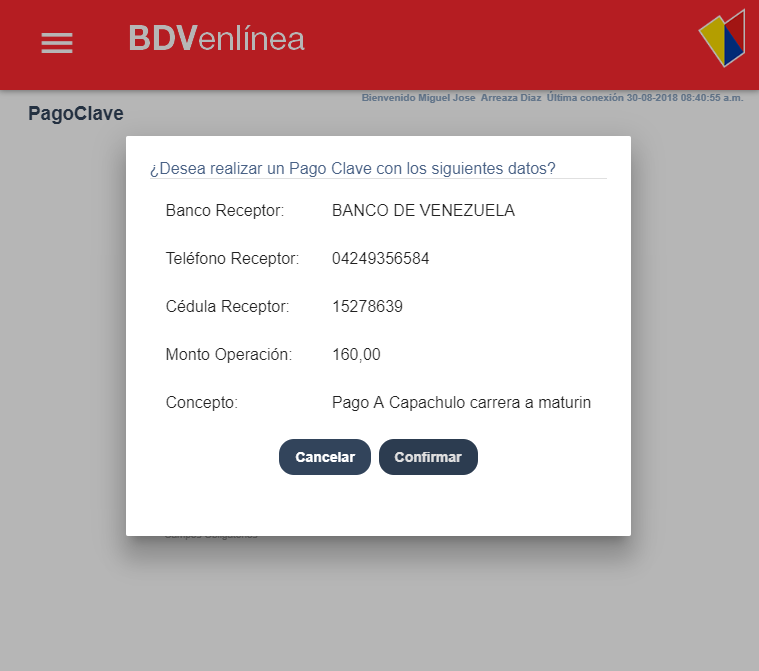 BDVenlínea
Bienvenido Miguel Jose Arreaza Diaz Última conexión 30-08-2018 08:40:55 a.m.
PagoClave
¿Desea realizar un Pago Clave con los siguientes datos?
Banco Receptor: BANCO DE VENEZUELA
Teléfono Receptor: 04249356584
Cédula Receptor: 15278639
Monto Operación: 160,00
Concepto: Pago A Capachulo carrera a maturin
Cancelar Confirmar